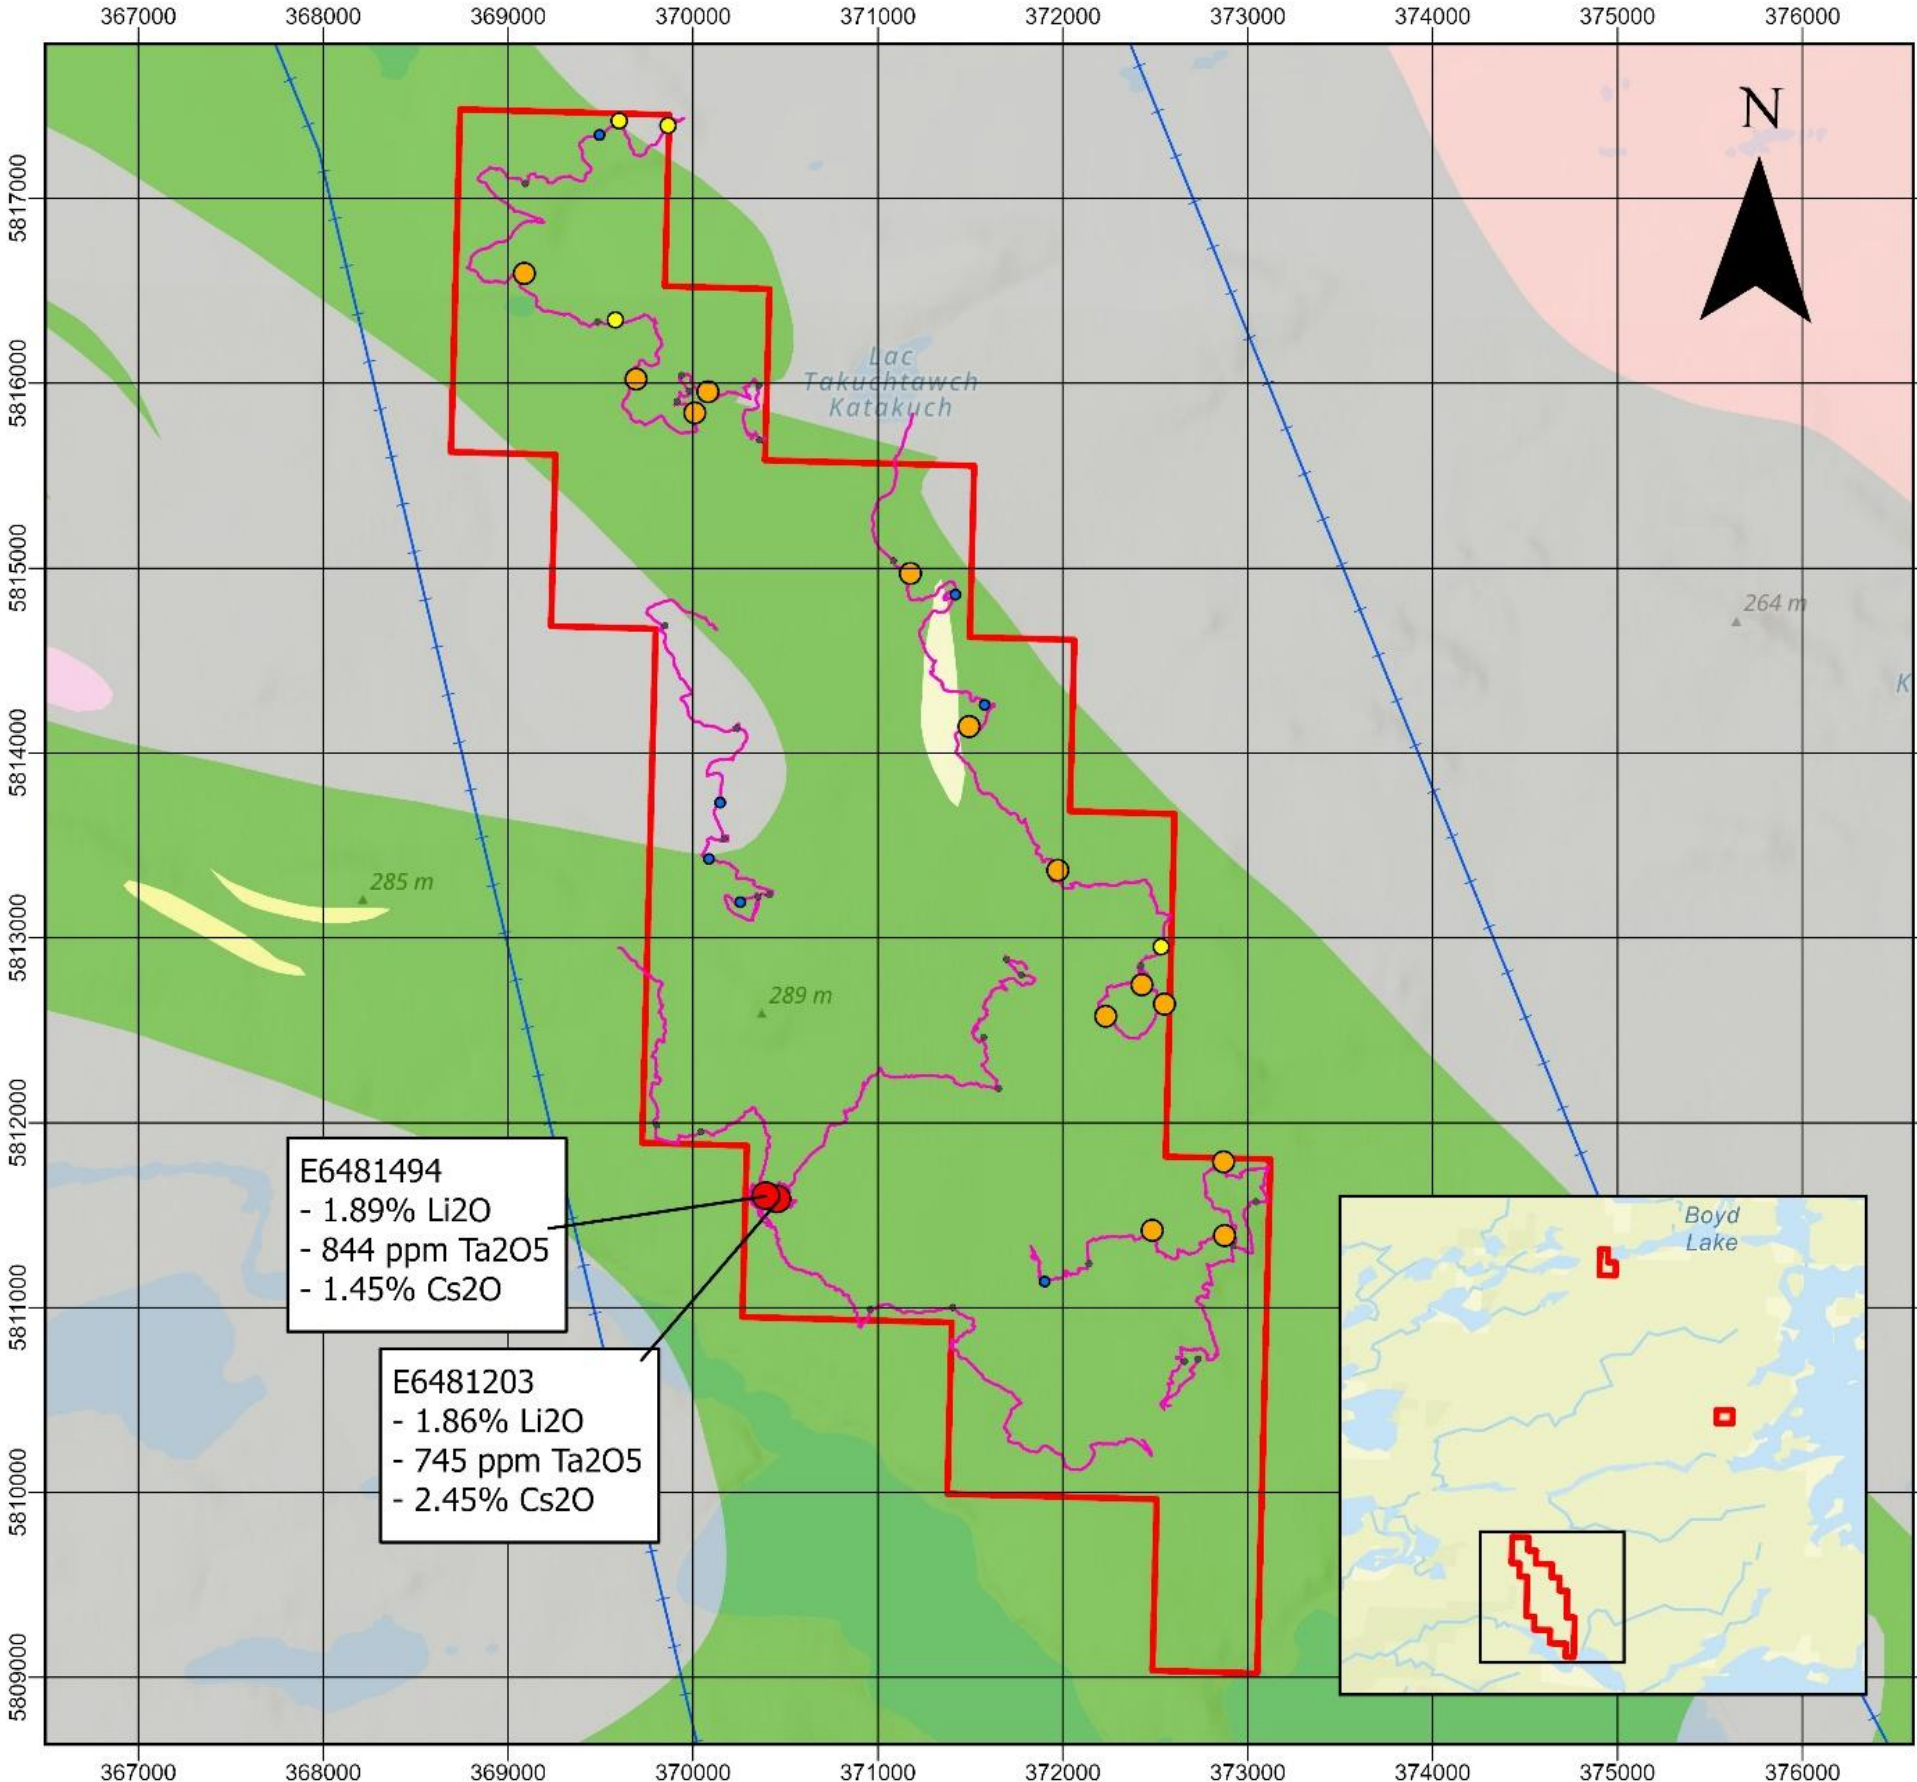 367000 368000 369000 370000 371000 372000 373000 374000 375000 376000
N
5817000
5816000
5815000
5814000
5813000
5812000
5811000
5810000
5809000
Lac
Takuchtawch
Katakuch
264 m
K
285 m
289 m
E6481494
- 1.89% Li2O
- 844 ppm Ta2O5
- 1.45% Cs2O
E6481203
- 1.86% Li2O
- 745 ppm Ta2O5
- 2.45% Cs2O
Boyd
Lake
367000 368000 369000 370000 371000 372000 373000 374000 375000 376000